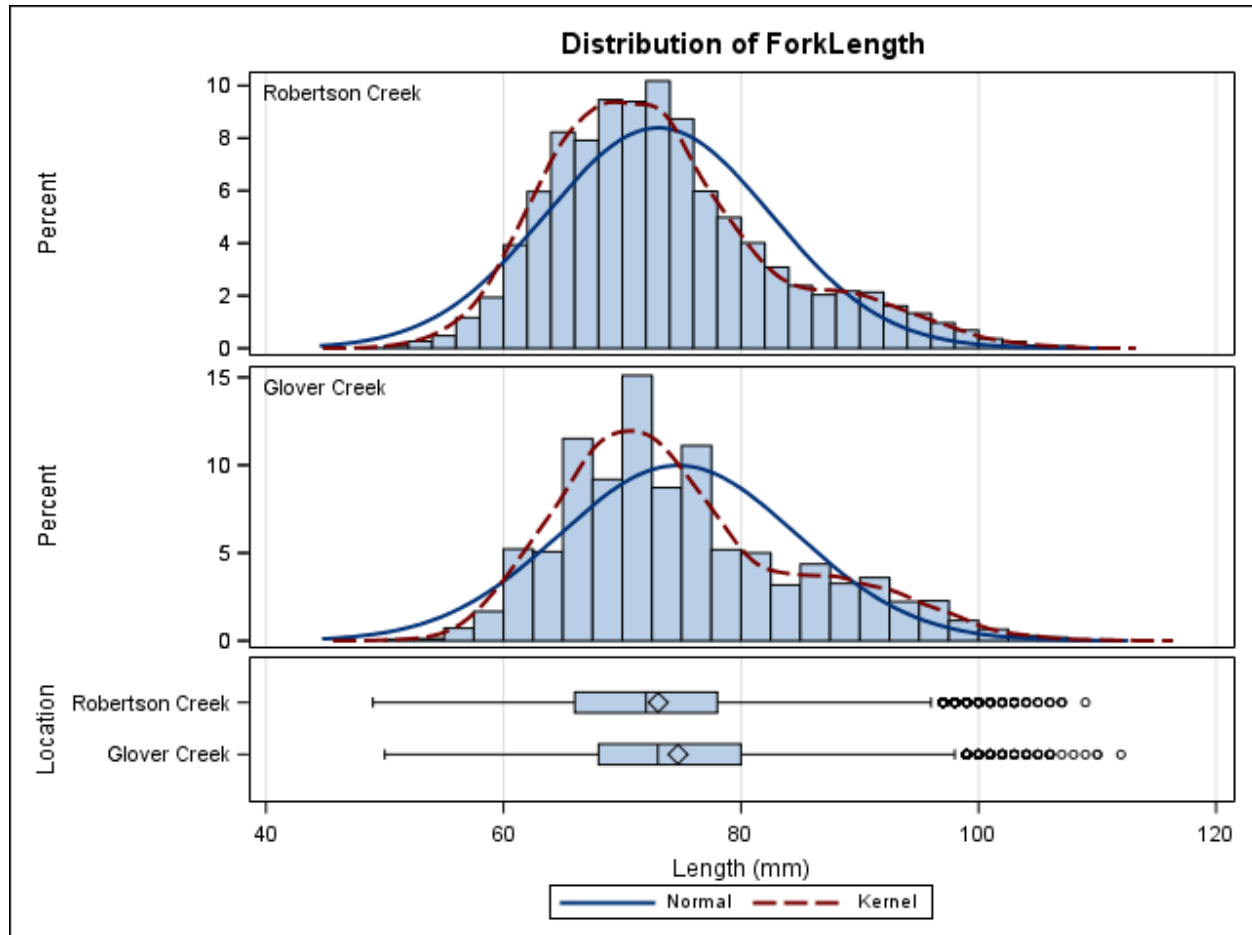 Distribution of ForkLength
Robertson Creek
Percent
10
8
6
4
2
0
Glover Creek
Percent
15
10
5
0
Location
Robertson Creek
Glover Creek
40 60 80 100 120
Length (mm)
Normal Kernel